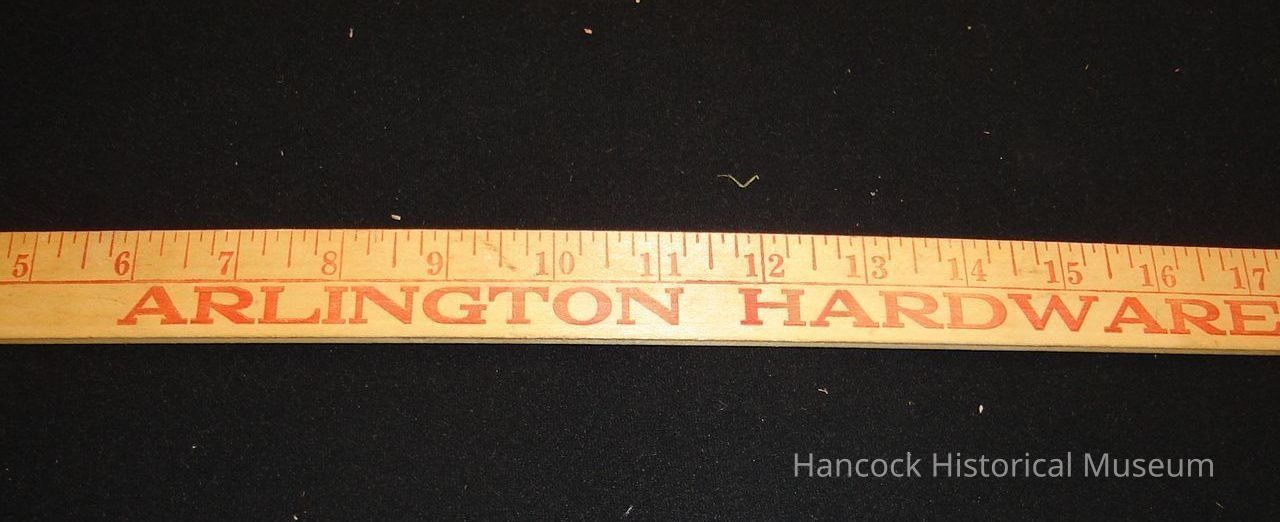 5 6 7 8 9 10 11 12 13 14 15 16 17
ARLINGTON HARDWARE
Hancock Historical Museum